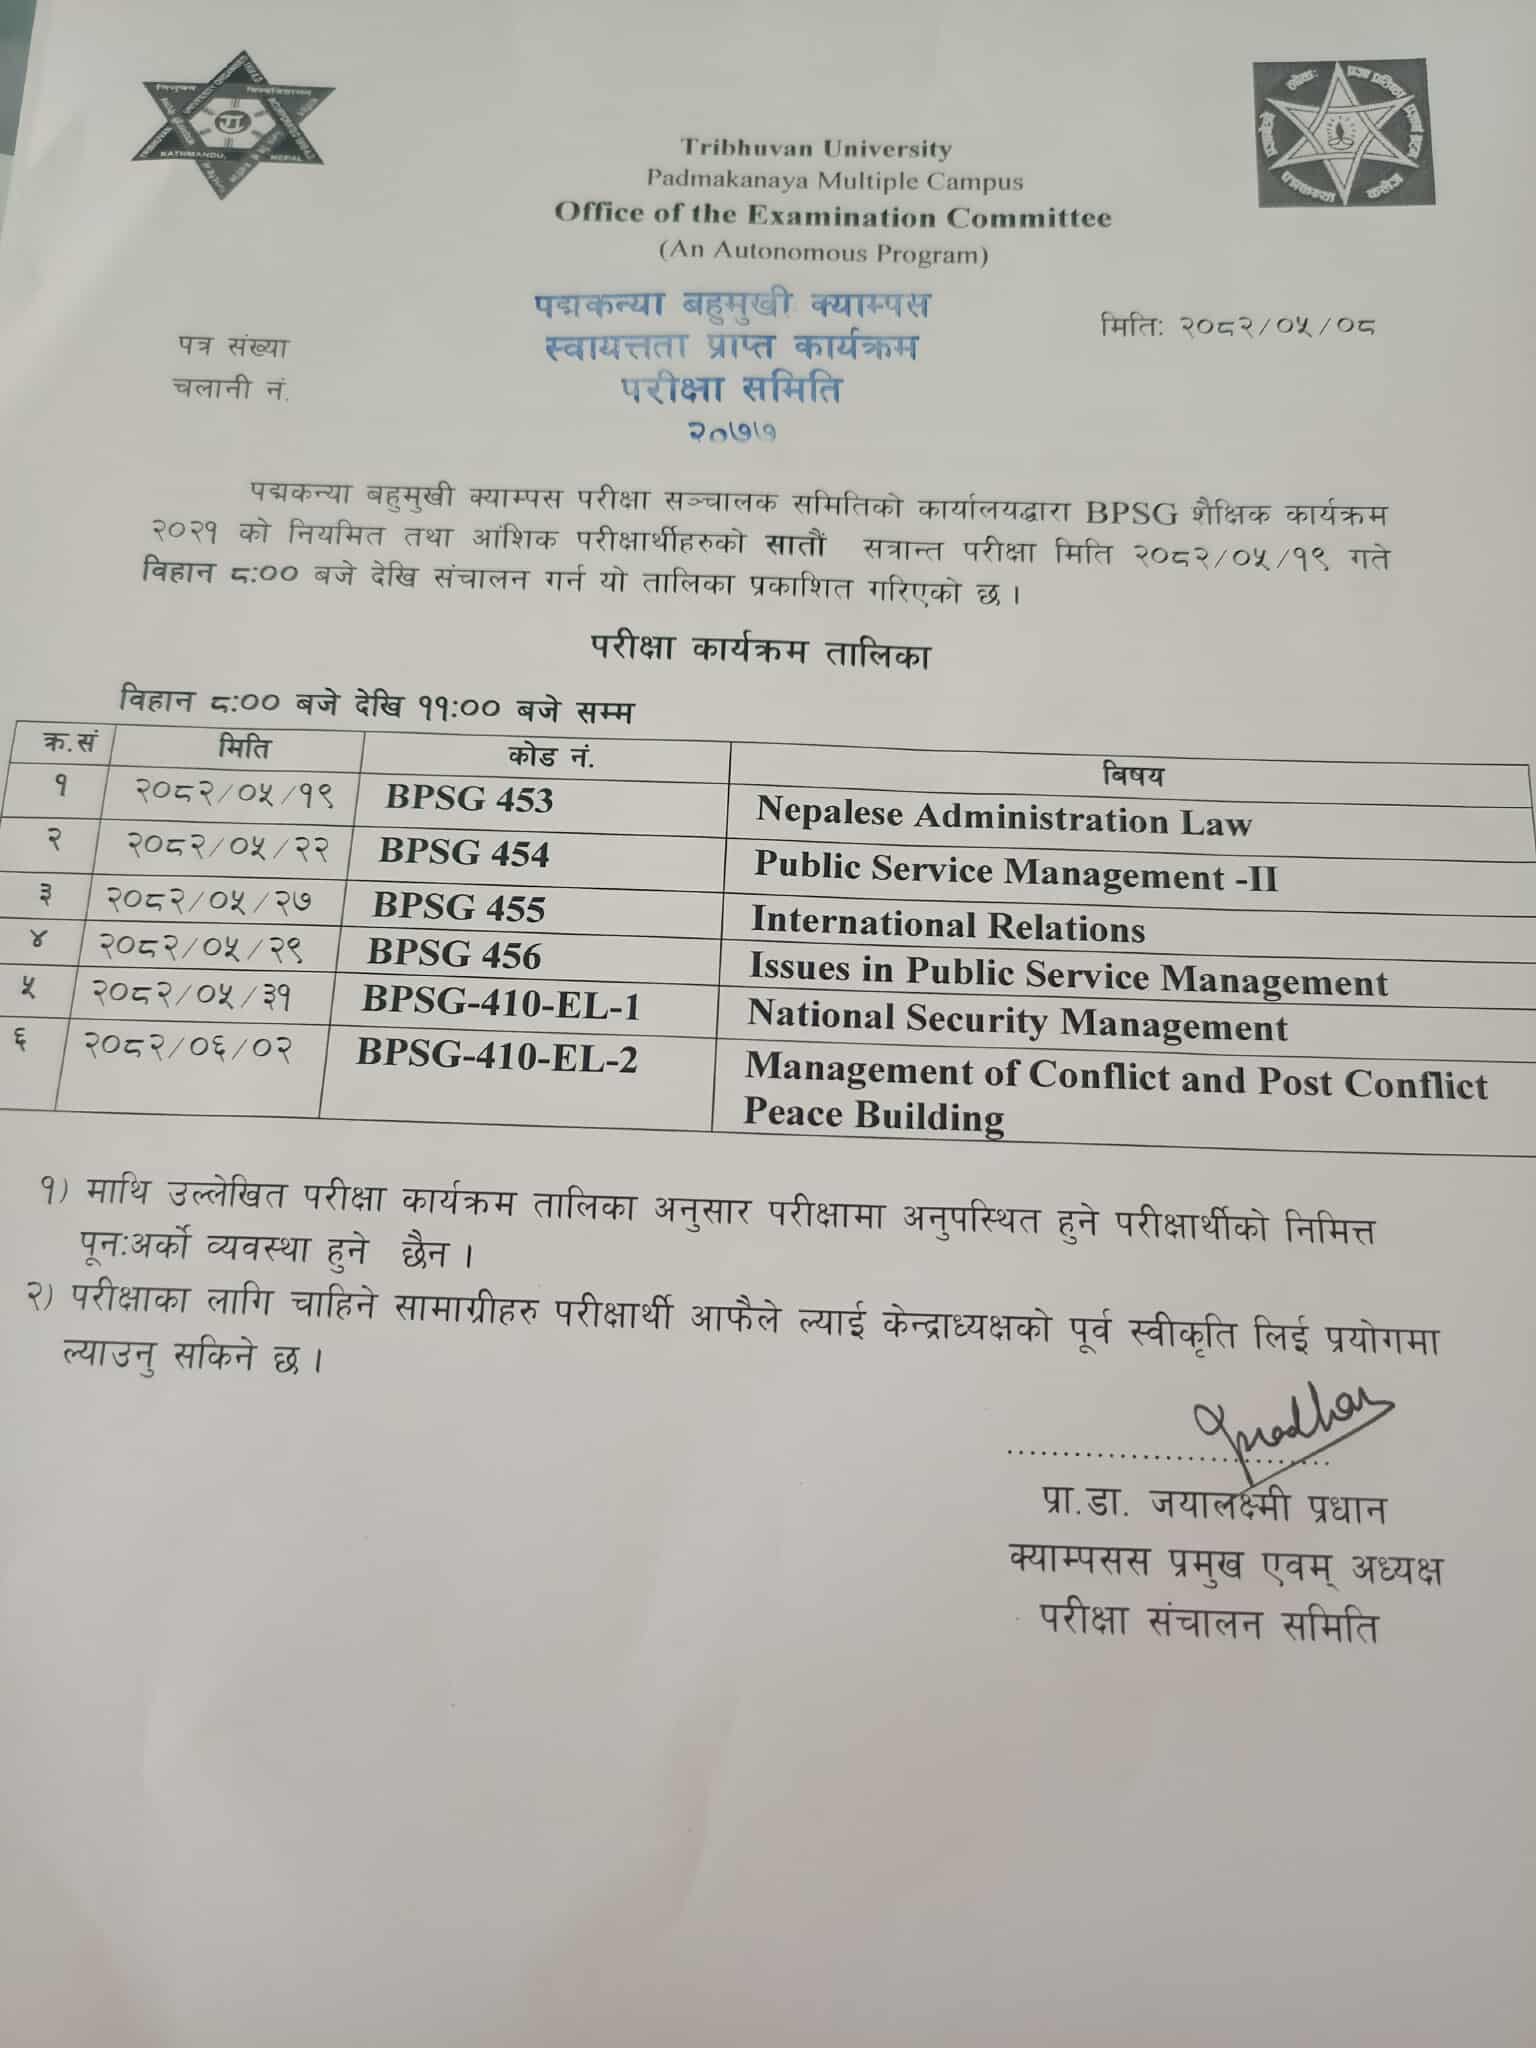 त्रिभुवन विश्वविद्यालय
KATHMANDU, NEPAL
Tribhuvan University
Padmakanaya Multiple Campus
Office of the Examination Committee
(An Autonomous Program)
पद्मकन्या बहुमुखी क्याम्पस
स्वायत्तता प्राप्त कार्यक्रम
परीक्षा समिति
२०७७
मितिः २०८२/०५/०८
पत्र संख्या
चलानी नं.
पद्मकन्या बहुमुखी क्याम्पस परीक्षा सञ्चालक समितिको कार्यालयद्वारा BPSG शैक्षिक कार्यक्रम
२०२१ को नियमित तथा आंशिक परीक्षार्थीहरुको सातौं सत्रान्त परीक्षा मिति २०८२/०५/१९ गते
विहान ८:०० बजे देखि संचालन गर्न यो तालिका प्रकाशित गरिएको छ ।
परीक्षा कार्यक्रम तालिका
विहान ८:०० बजे देखि ११:०० बजे सम्म
क्र.सं मिति कोड नं. बिषय
१ २०८२/०५/१९ BPSG 453 Nepalese Administration Law
२ २०८२/०५/२२ BPSG 454 Public Service Management -II
३ २०८२/०५/२७ BPSG 455 International Relations
४ २०८२/०५/२९ BPSG 456 Issues in Public Service Management
५ २०८२/०५/३१ BPSG-410-EL-1 National Security Management
६ २०८२/०६/०२ BPSG-410-EL-2 Management of Conflict and Post Conflict
Peace Building
१) माथि उल्लेखित परीक्षा कार्यक्रम तालिका अनुसार परीक्षामा अनुपस्थित हुने परीक्षार्थीको निमित्त
पून:अर्को व्यवस्था हुने छैन ।
२) परीक्षाका लागि चाहिने सामाग्रीहरु परीक्षार्थी आफैले ल्याई केन्द्राध्यक्षको पूर्व स्वीकृति लिई प्रयोगमा
ल्याउनु सकिने छ ।
Pradhan
प्रा.डा. जयालक्ष्मी प्रधान
क्याम्पसस प्रमुख एवम् अध्यक्ष
परीक्षा संचालन समिति